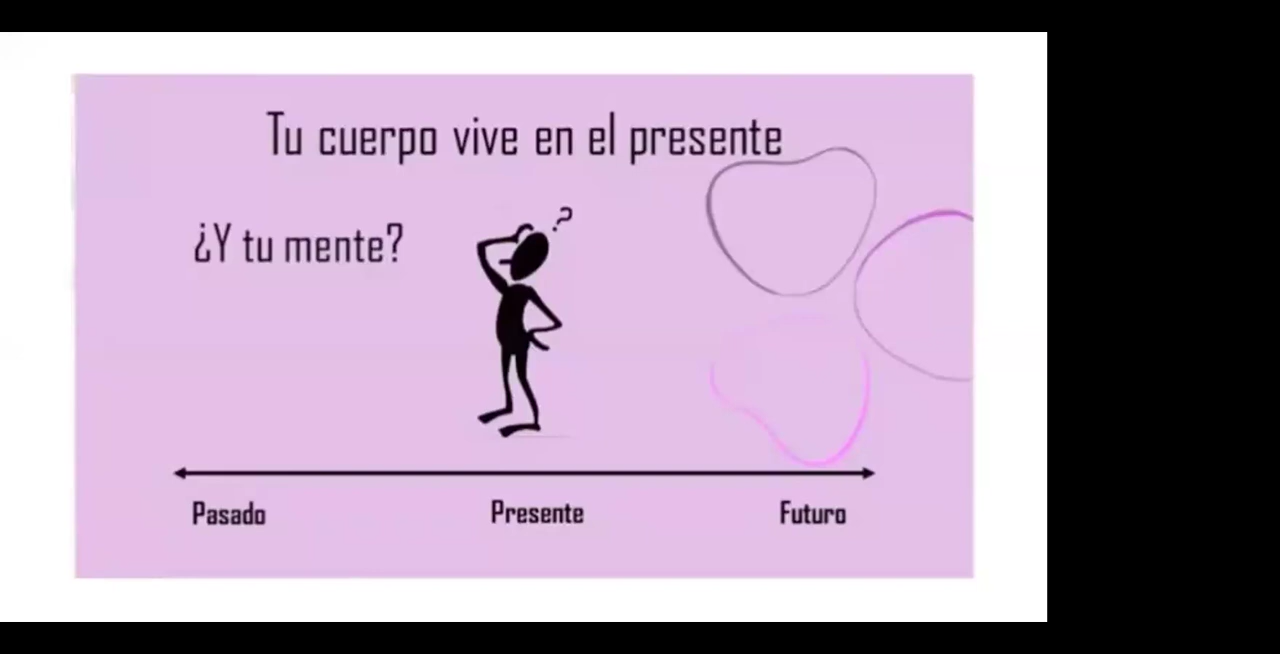 Tu cuerpo vive en el presente
¿Y tu mente?
?
Pasado
Presente
Futuro